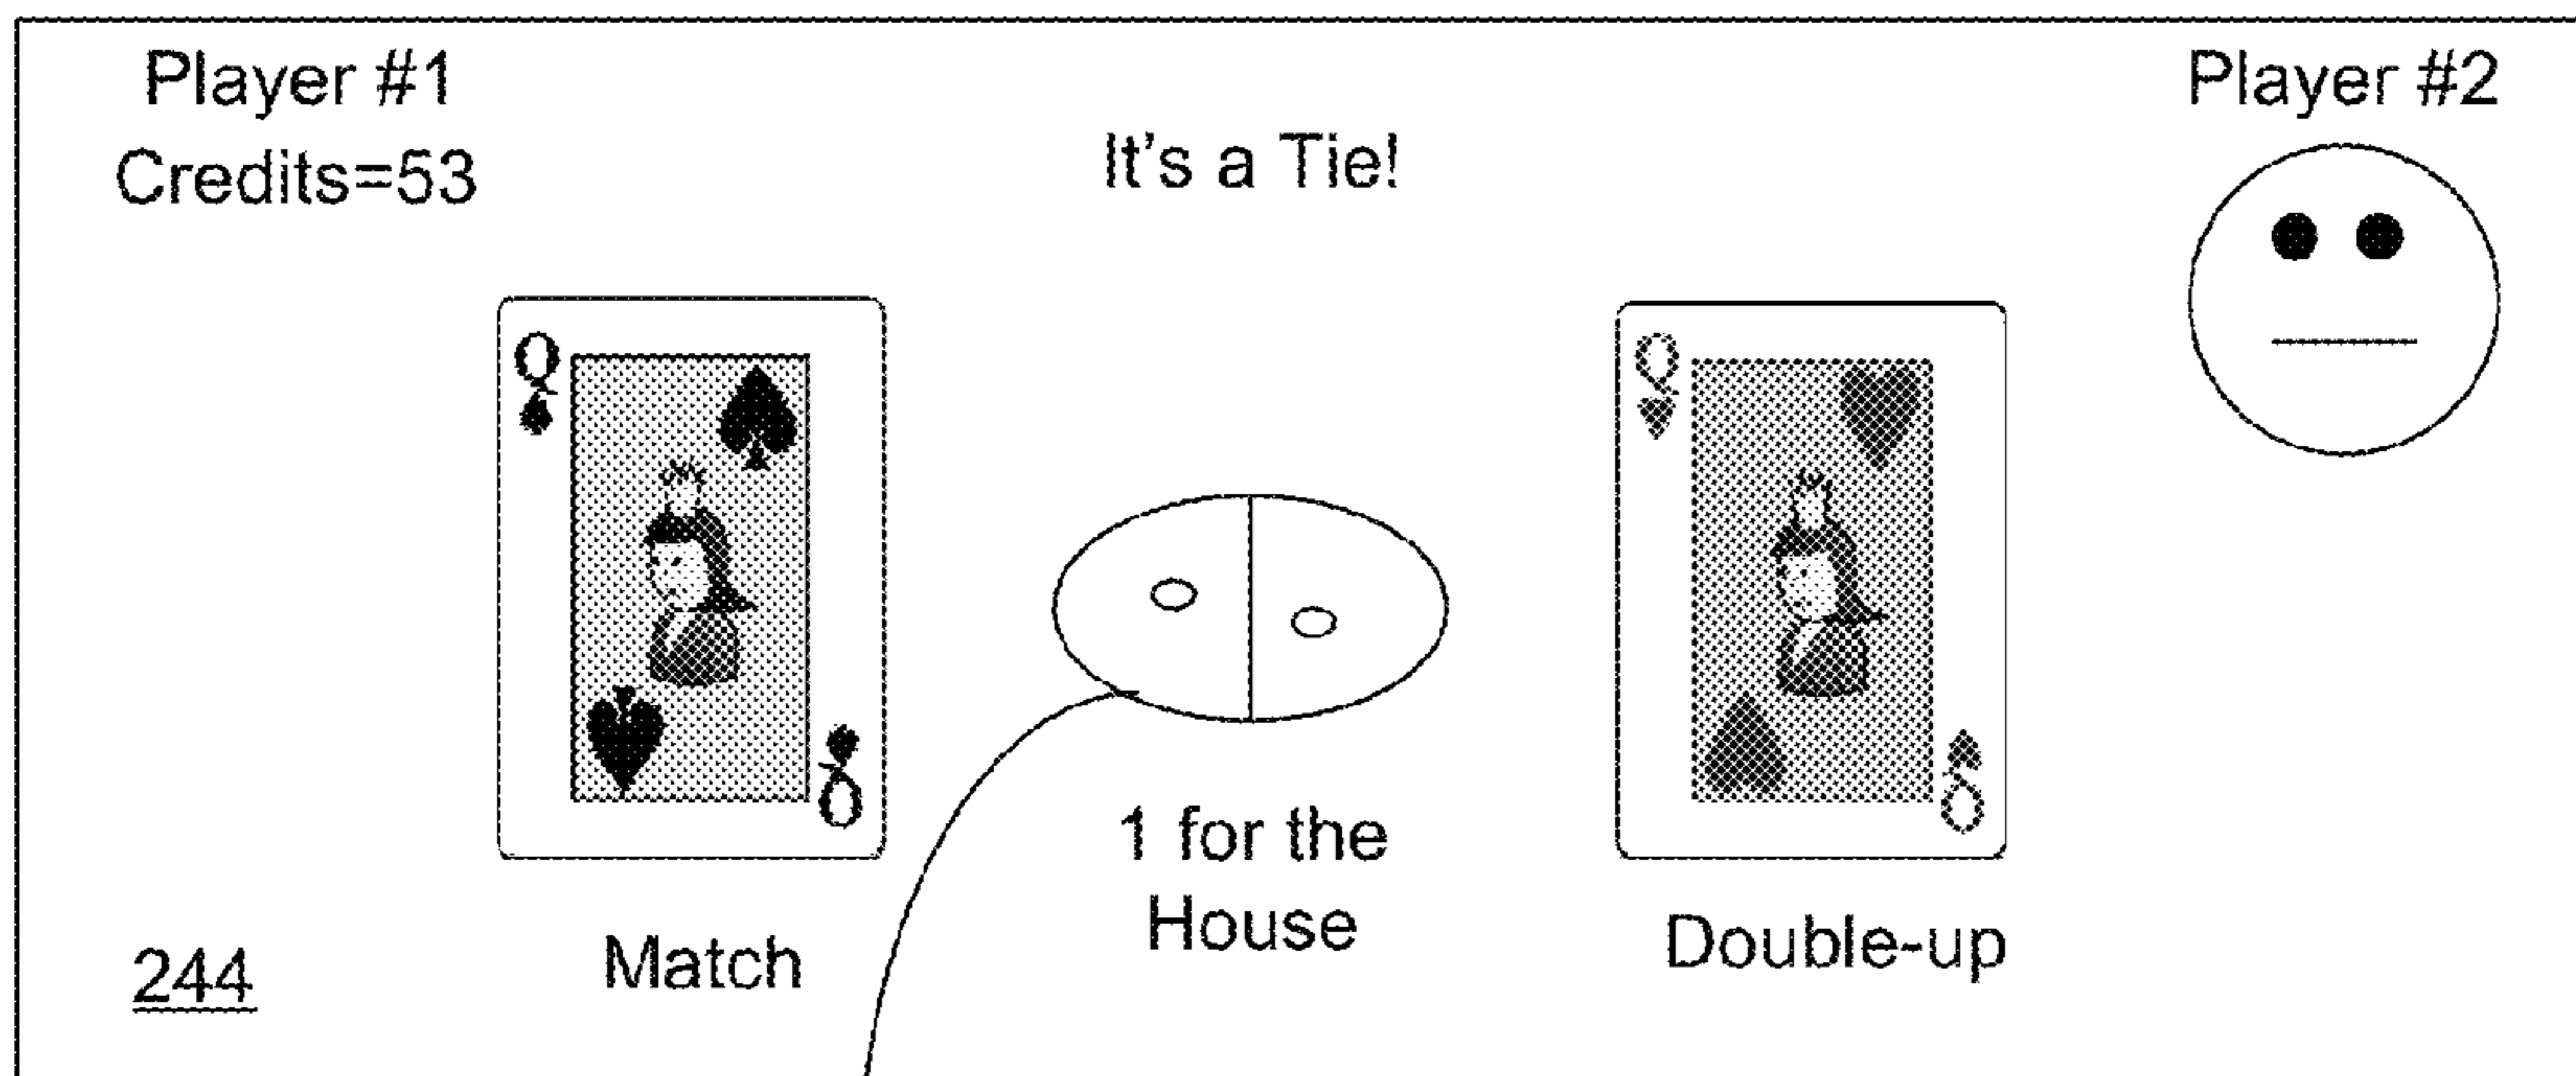 Player #1
Credits=53
It's a Tie!
Player #2
Q
Q
Q
Q
1 for the
House
Match
Double-up
244